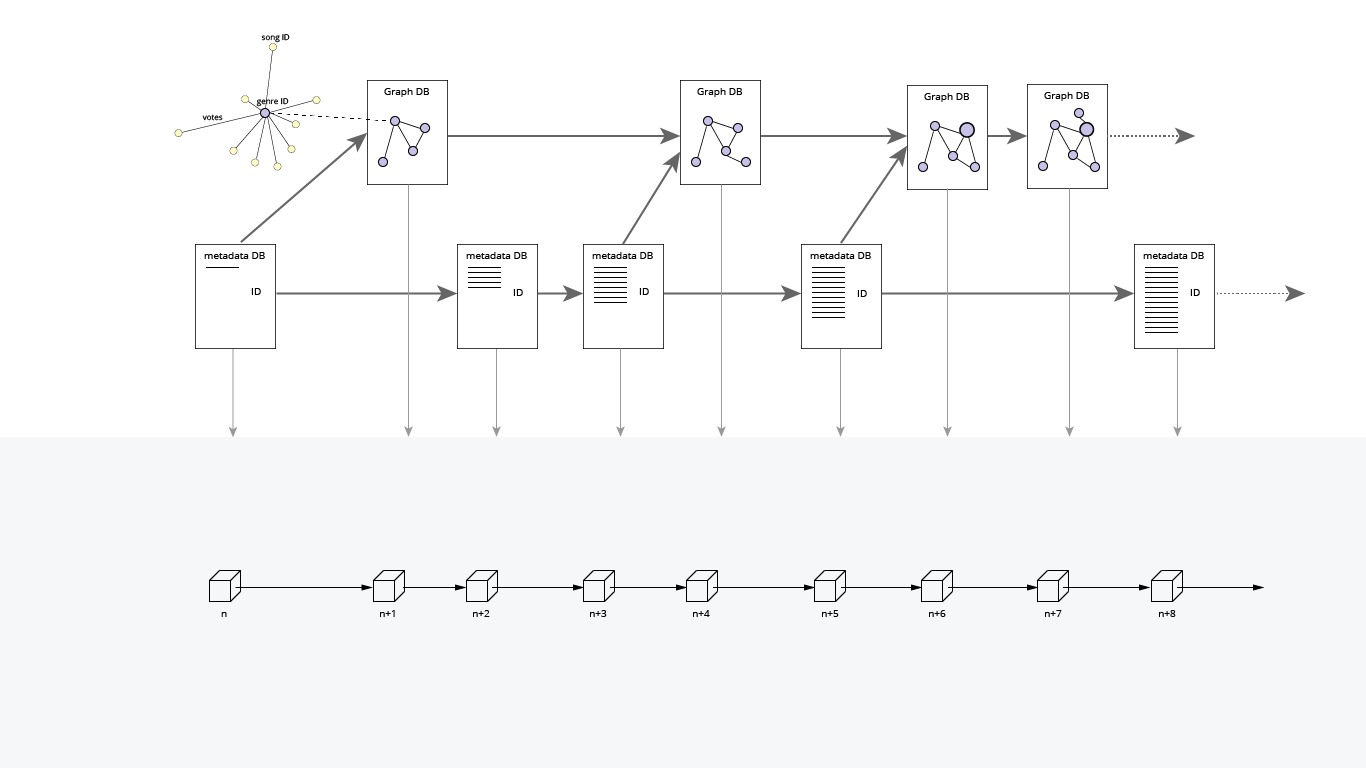 song ID
genre ID
votes
Graph DB
Graph DB
Graph DB
Graph DB
metadata DB
ID
metadata DB
ID
metadata DB
ID
metadata DB
ID
metadata DB
ID
n
n+1
n+2
n+3
n+4
n+5
n+6
n+7
n+8